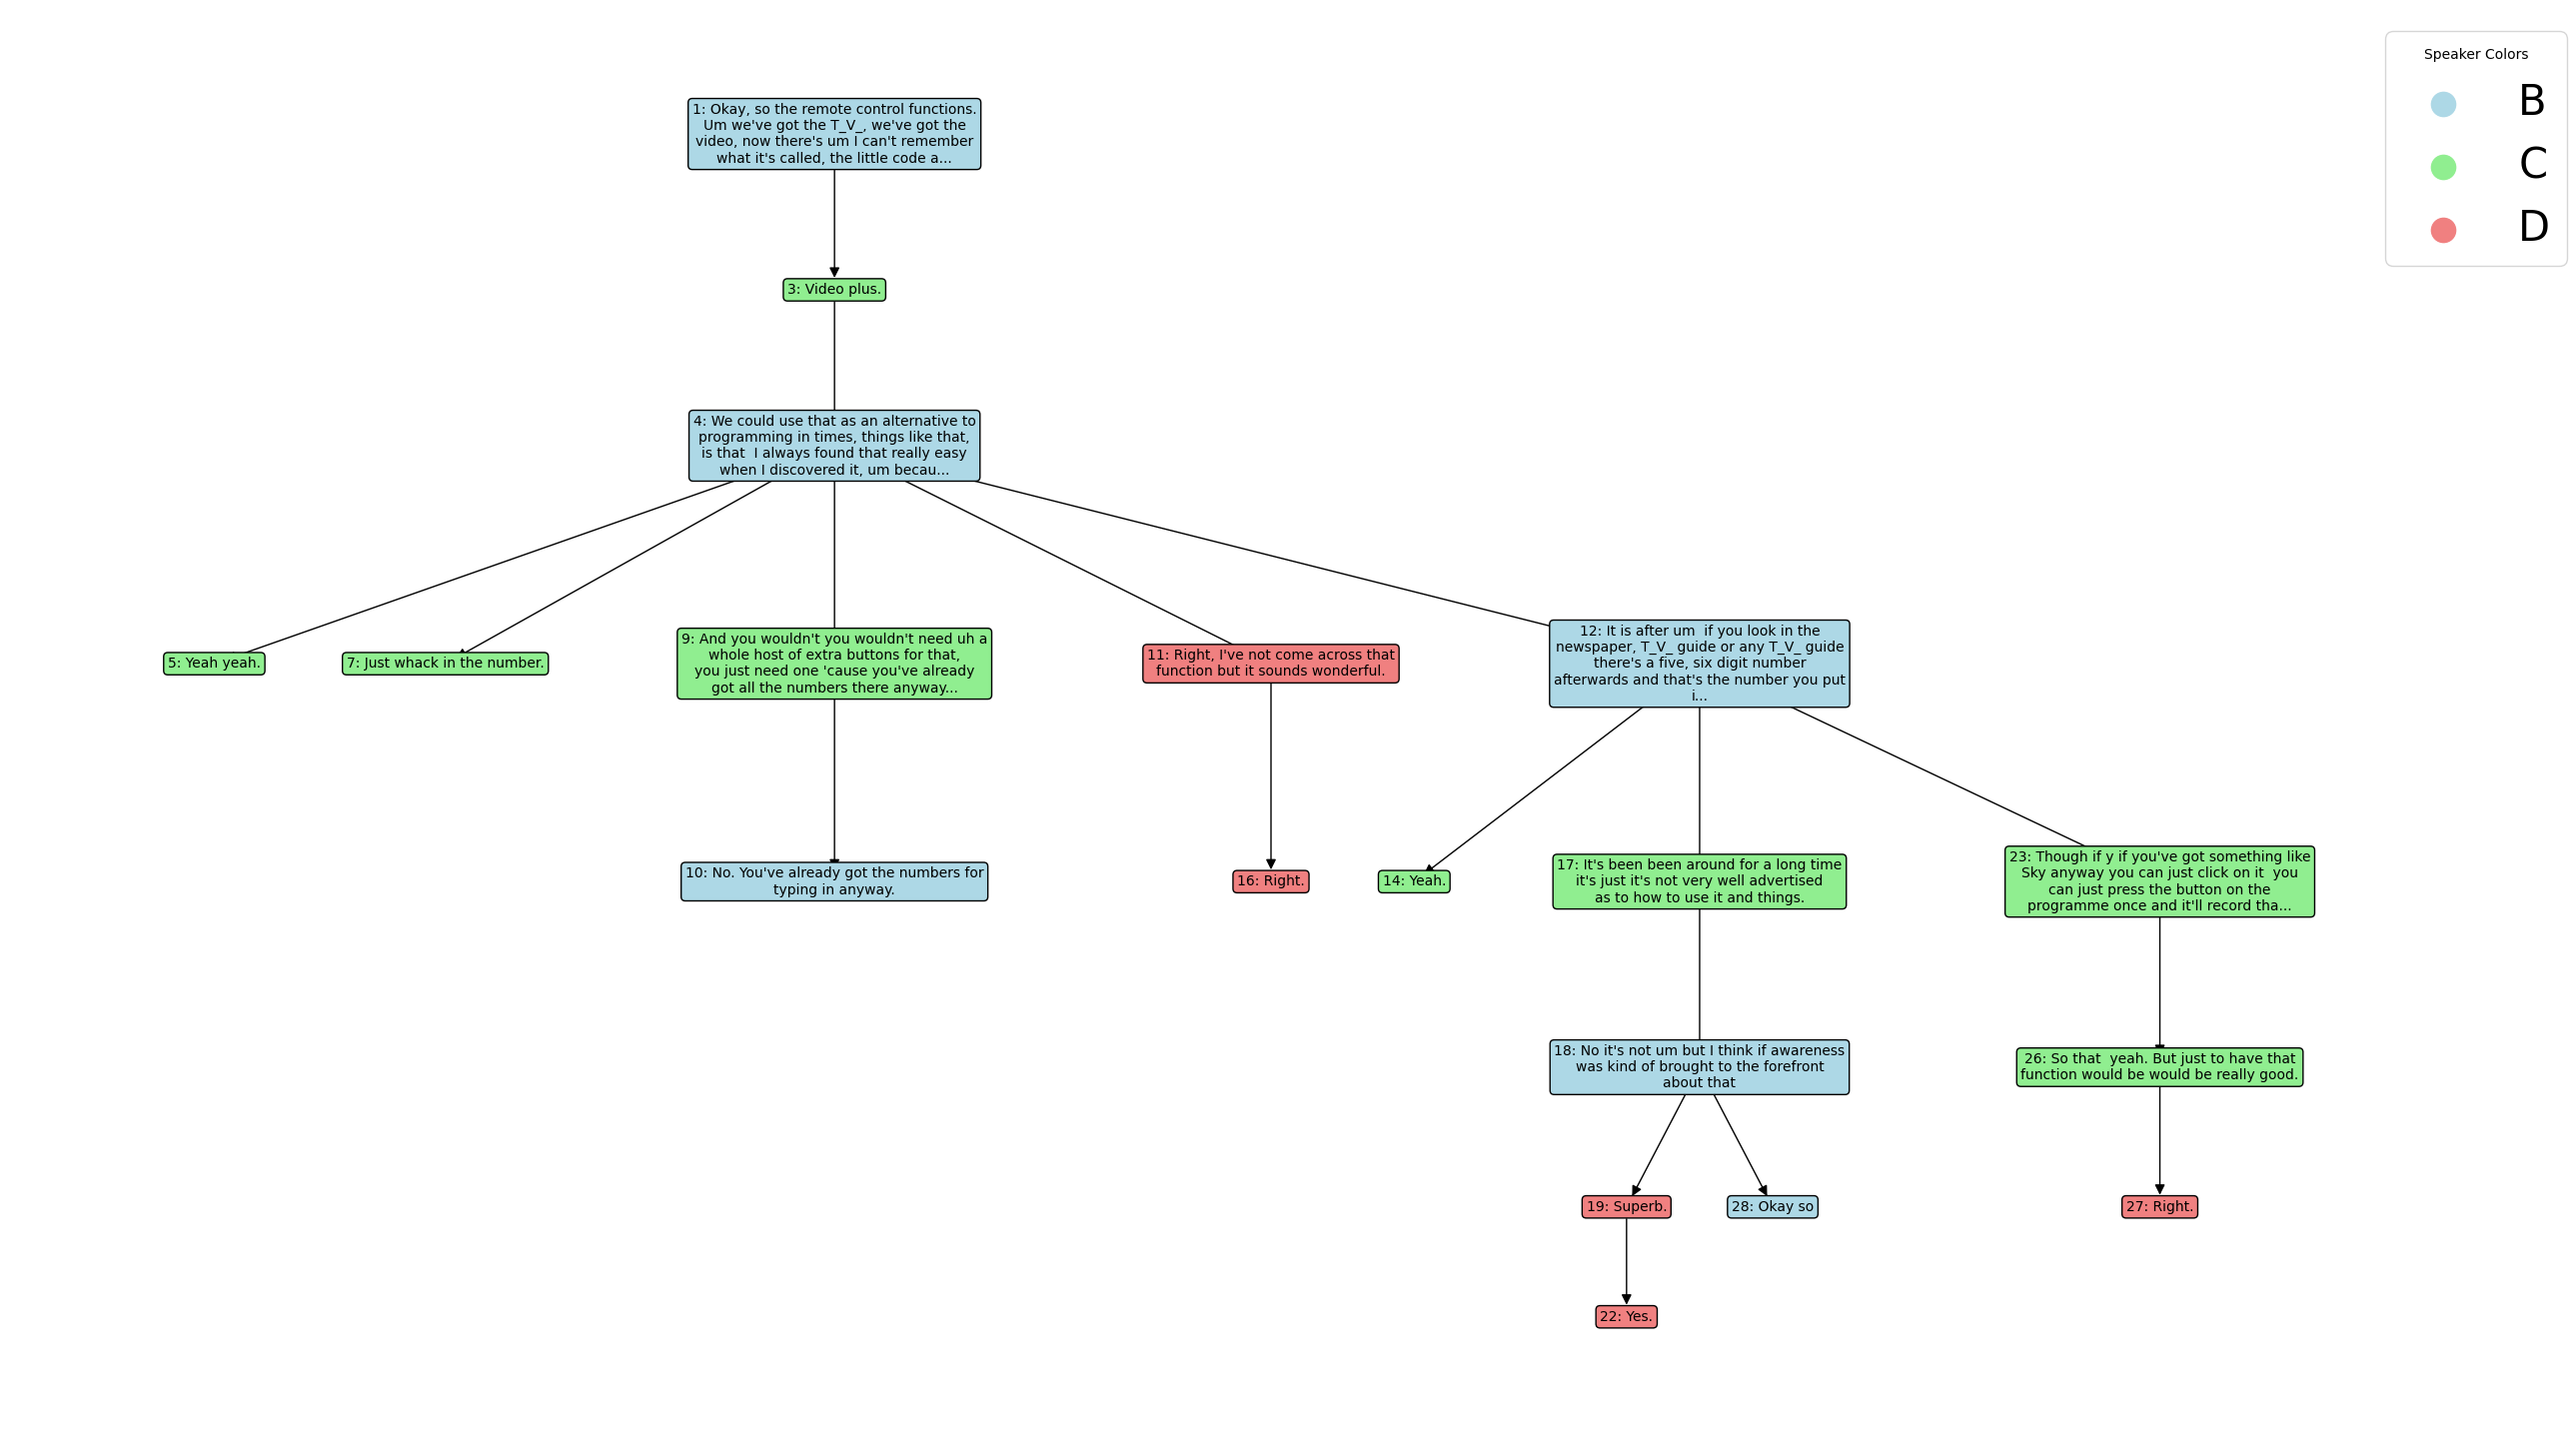 Speaker Colors
B
C
D
1: Okay, so the remote control functions.
Um we've got the T_V_, we've got the
video, now there's um I can't remember
what it's called, the little code a...
3: Video plus.
4: We could use that as an alternative to
programming in times, things like that,
is that  I always found that really easy
when I discovered it, um becau...
5: Yeah yeah.
7: Just whack in the number.
9: And you wouldn't you wouldn't need uh a
whole host of extra buttons for that,
you just need one 'cause you've already
got all the numbers there anyway...
11: Right, I've not come across that
function but it sounds wonderful.
12: It is after um  if you look in the
newspaper, T_V_ guide or any T_V_ guide
there's a five, six digit number
afterwards and that's the number you put
i...
10: No. You've already got the numbers for
typing in anyway.
16: Right.
14: Yeah.
17: It's been been around for a long time
it's just it's not very well advertised
as to how to use it and things.
23: Though if y if you've got something like
Sky anyway you can just click on it  you
can just press the button on the
programme once and it'll record tha...
18: No it's not um but I think if awareness
was kind of brought to the forefront
about that
26: So that  yeah. But just to have that
function would be would be really good.
19: Superb.
28: Okay so
27: Right.
22: Yes.